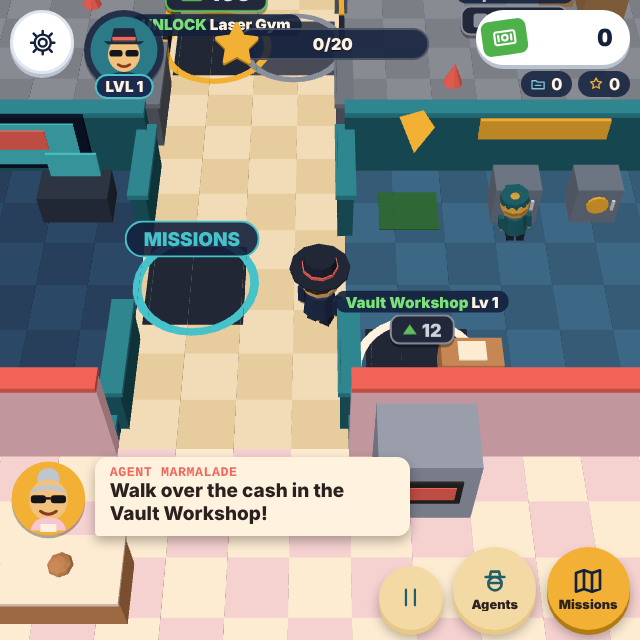 UNLOCK Laser Gym
0/20
0
LVL 1
0
0
MISSIONS
Vault Workshop Lv 1
12
AGENT MARMALADE
Walk over the cash in the
Vault Workshop!
Agents
Missions